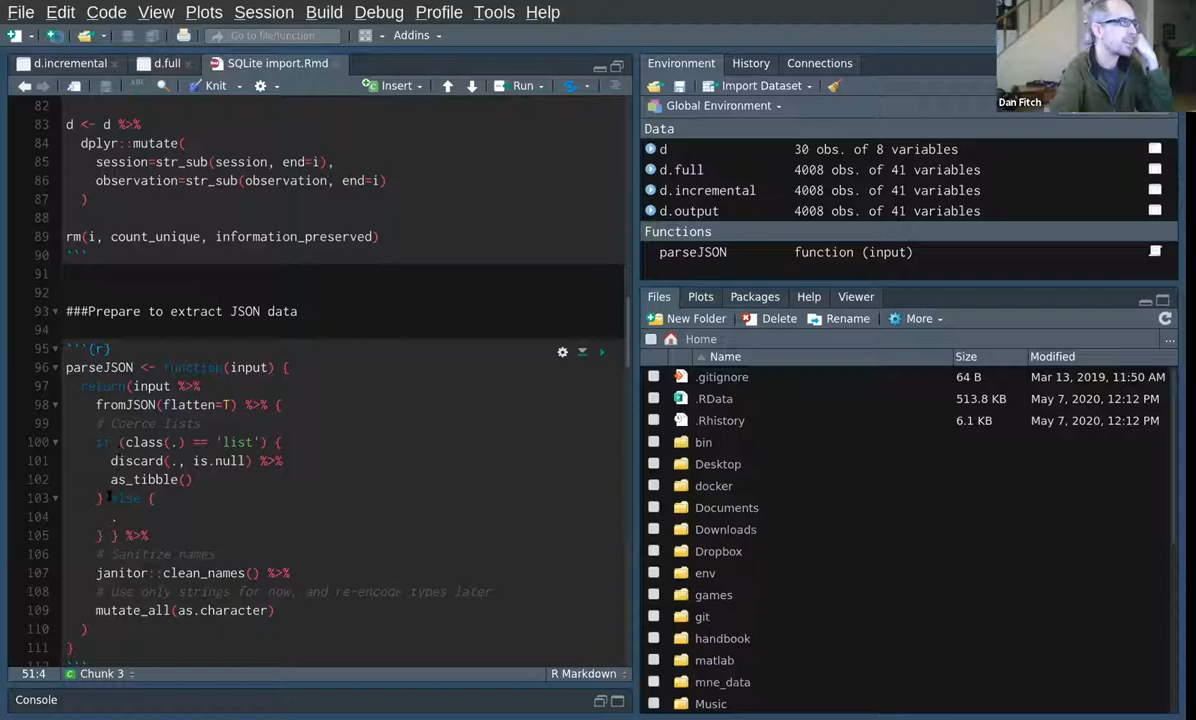 File Edit Code View Plots Session Build Debug Profile Tools Help
Go to file/function Addins
d.incremental d.full SQLite import.Rmd
Knit Insert Run
82
83 d <- d %>%
84 dplyr::mutate(
85 session=str_sub(session, end=i),
86 observation=str_sub(observation, end=i)
87 )
88
89 rm(i, count_unique, information_preserved)
90 ```
91
92
93 ###Prepare to extract JSON data
94
95 ```{r}
96 parseJSON <- function(input) {
97 return(input %>%
98 fromJSON(flatten=T) %>% {
99 # Coerce lists
100 if (class(.) == 'list') {
101 discard(., is.null) %>%
102 as_tibble()
103 } else {
104 .
105 } } %>%
106 # Sanitize names
107 janitor::clean_names() %>%
108 # Use only strings for now, and re-encode types later
109 mutate_all(as.character)
110 )
111 }
112 ```
51:4 Chunk 3 R Markdown
Console
Environment History Connections
Import Dataset
Global Environment
Data
d 30 obs. of 8 variables
d.full 4008 obs. of 41 variables
d.incremental 4008 obs. of 41 variables
d.output 4008 obs. of 41 variables
Functions
parseJSON function (input)
Files Plots Packages Help Viewer
New Folder Delete Rename More
Home ...
Name Size Modified
.gitignore 64 B Mar 13, 2019, 11:50 AM
.RData 513.8 KB May 7, 2020, 12:12 PM
.Rhistory 6.1 KB May 7, 2020, 12:12 PM
bin
Desktop
docker
Documents
Downloads
Dropbox
env
games
git
handbook
matlab
mne_data
Music
Dan Fitch